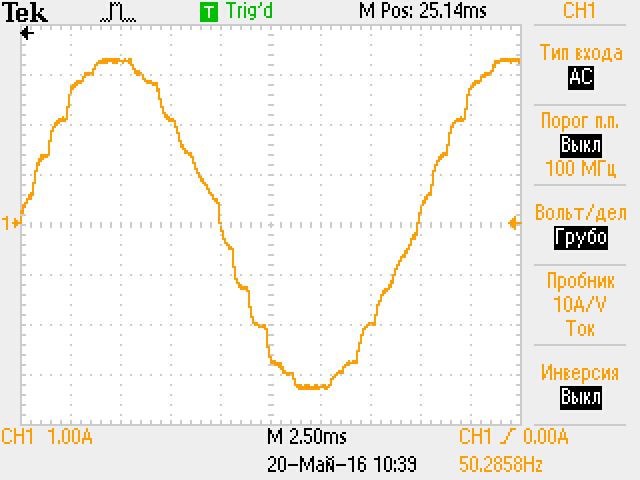 Tek T Trig'd M Pos: 25.14ms CH1
Тип входа
AC
Порог п.п.
Выкл
100 МГц
Вольт/дел
Грубо
Пробник
10A/V
Ток
Инверсия
Выкл
1
CH1 1.00A M 2.50ms CH1 0.00A
20-Май-16 10:39 50.2858Hz